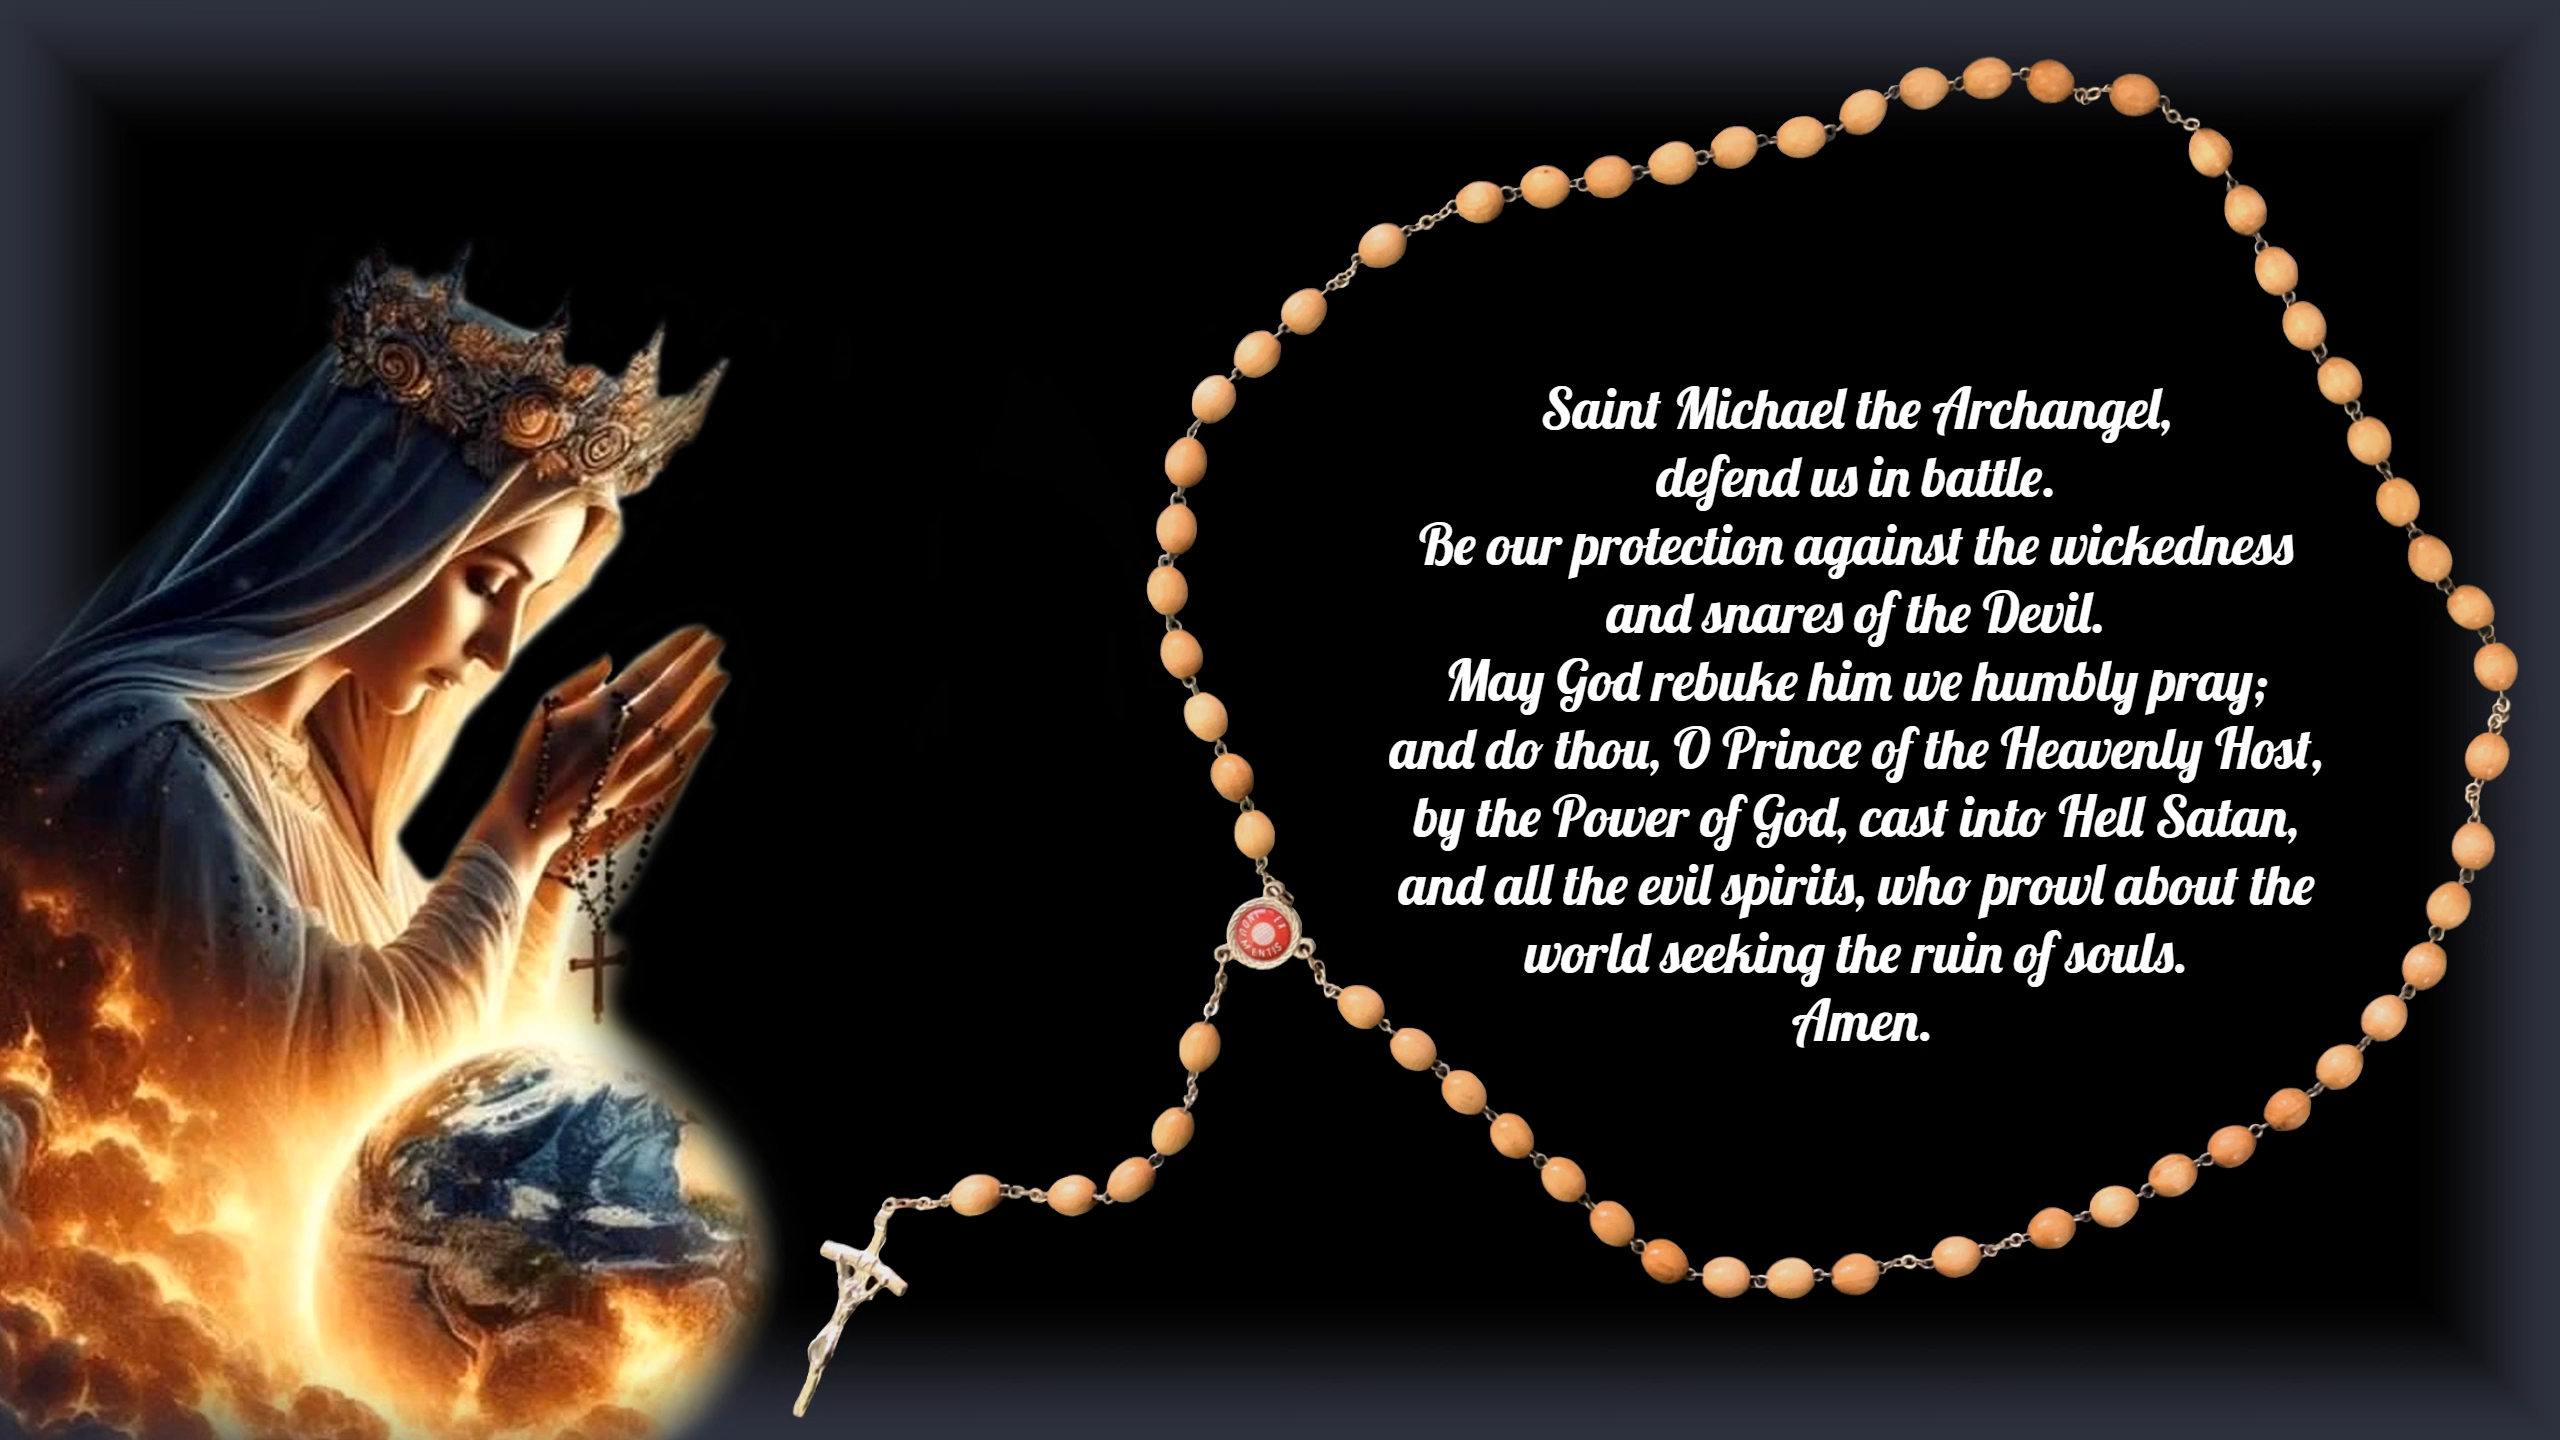 Saint Michael the Archangel,
defend us in battle.
Be our protection against the wickedness
and snares of the Devil.
May God rebuke him we humbly pray;
and do thou, O Prince of the Heavenly Host,
by the Power of God, cast into Hell Satan,
and all the evil spirits, who prowl about the
world seeking the ruin of souls.
Amen.